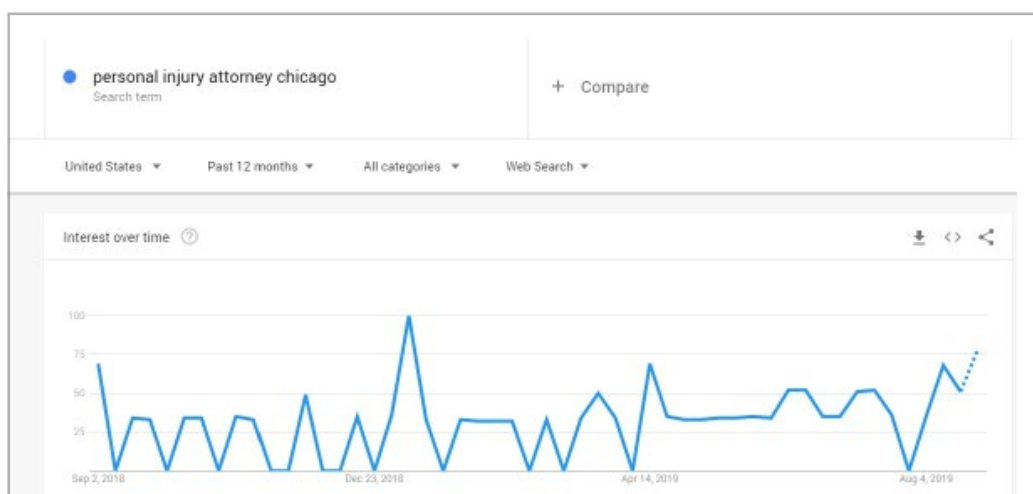 personal injury attorney chicago
Search term
+ Compare
United States
Past 12 months
All categories
Web Search
Interest over time ?
100
75
50
25
Sep 2, 2018
Dec 23, 2018
Apr 14, 2019
Aug 4, 2019